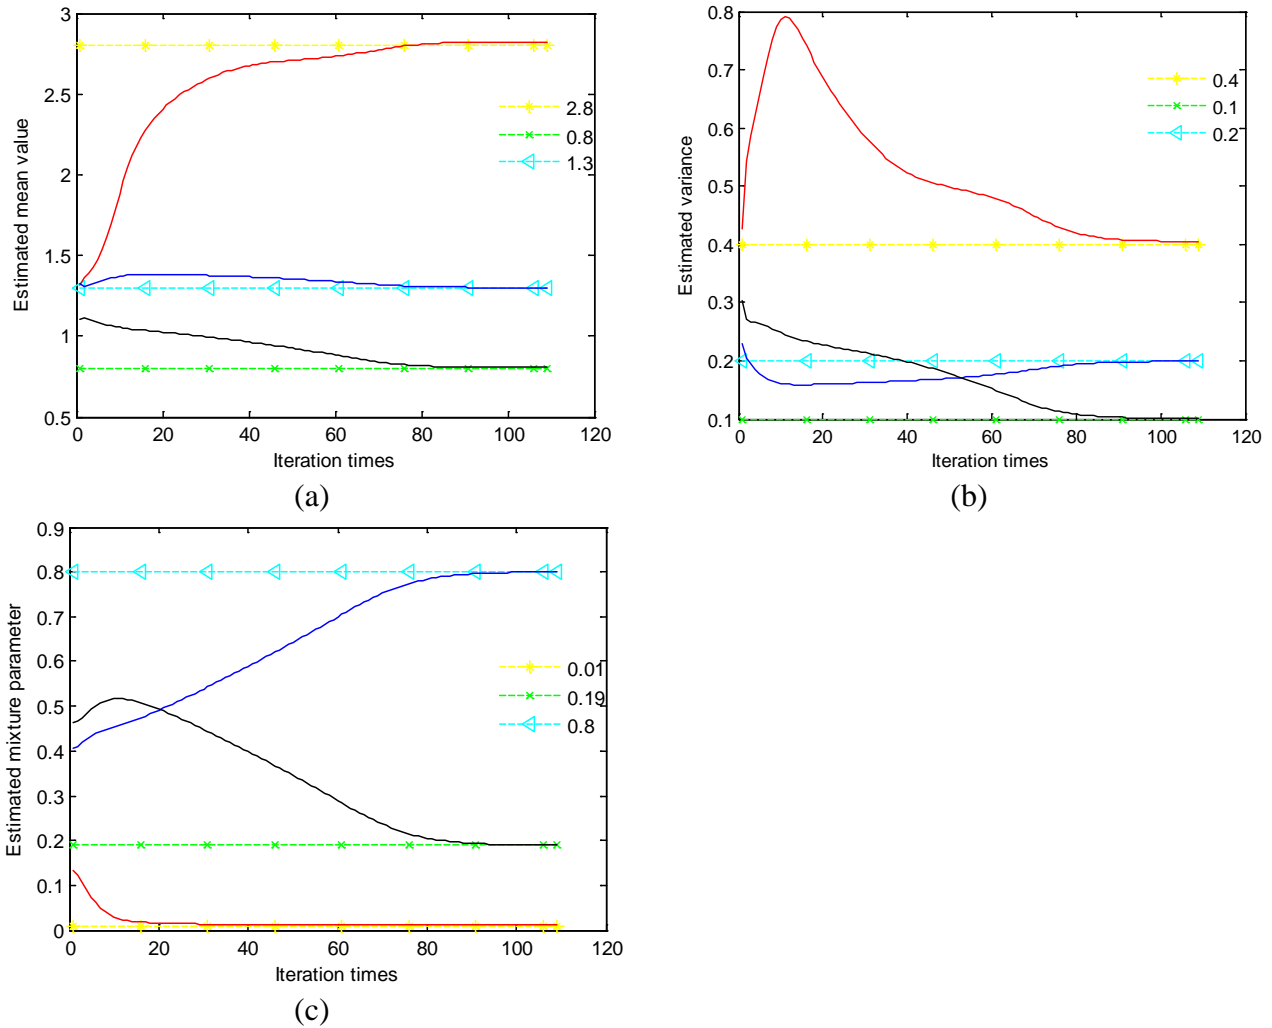 3
2.5
2
1.5
1
0.5
0 20 40 60 80 100 120
Estimated mean value
Iteration times
2.8
0.8
1.3
(a)
0.8
0.7
0.6
0.5
0.4
0.3
0.2
0.1
0 20 40 60 80 100 120
Estimated variance
Iteration times
0.4
0.1
0.2
(b)
0.9
0.8
0.7
0.6
0.5
0.4
0.3
0.2
0.1
0
0 20 40 60 80 100 120
Estimated mixture parameter
Iteration times
0.01
0.19
0.8
(c)